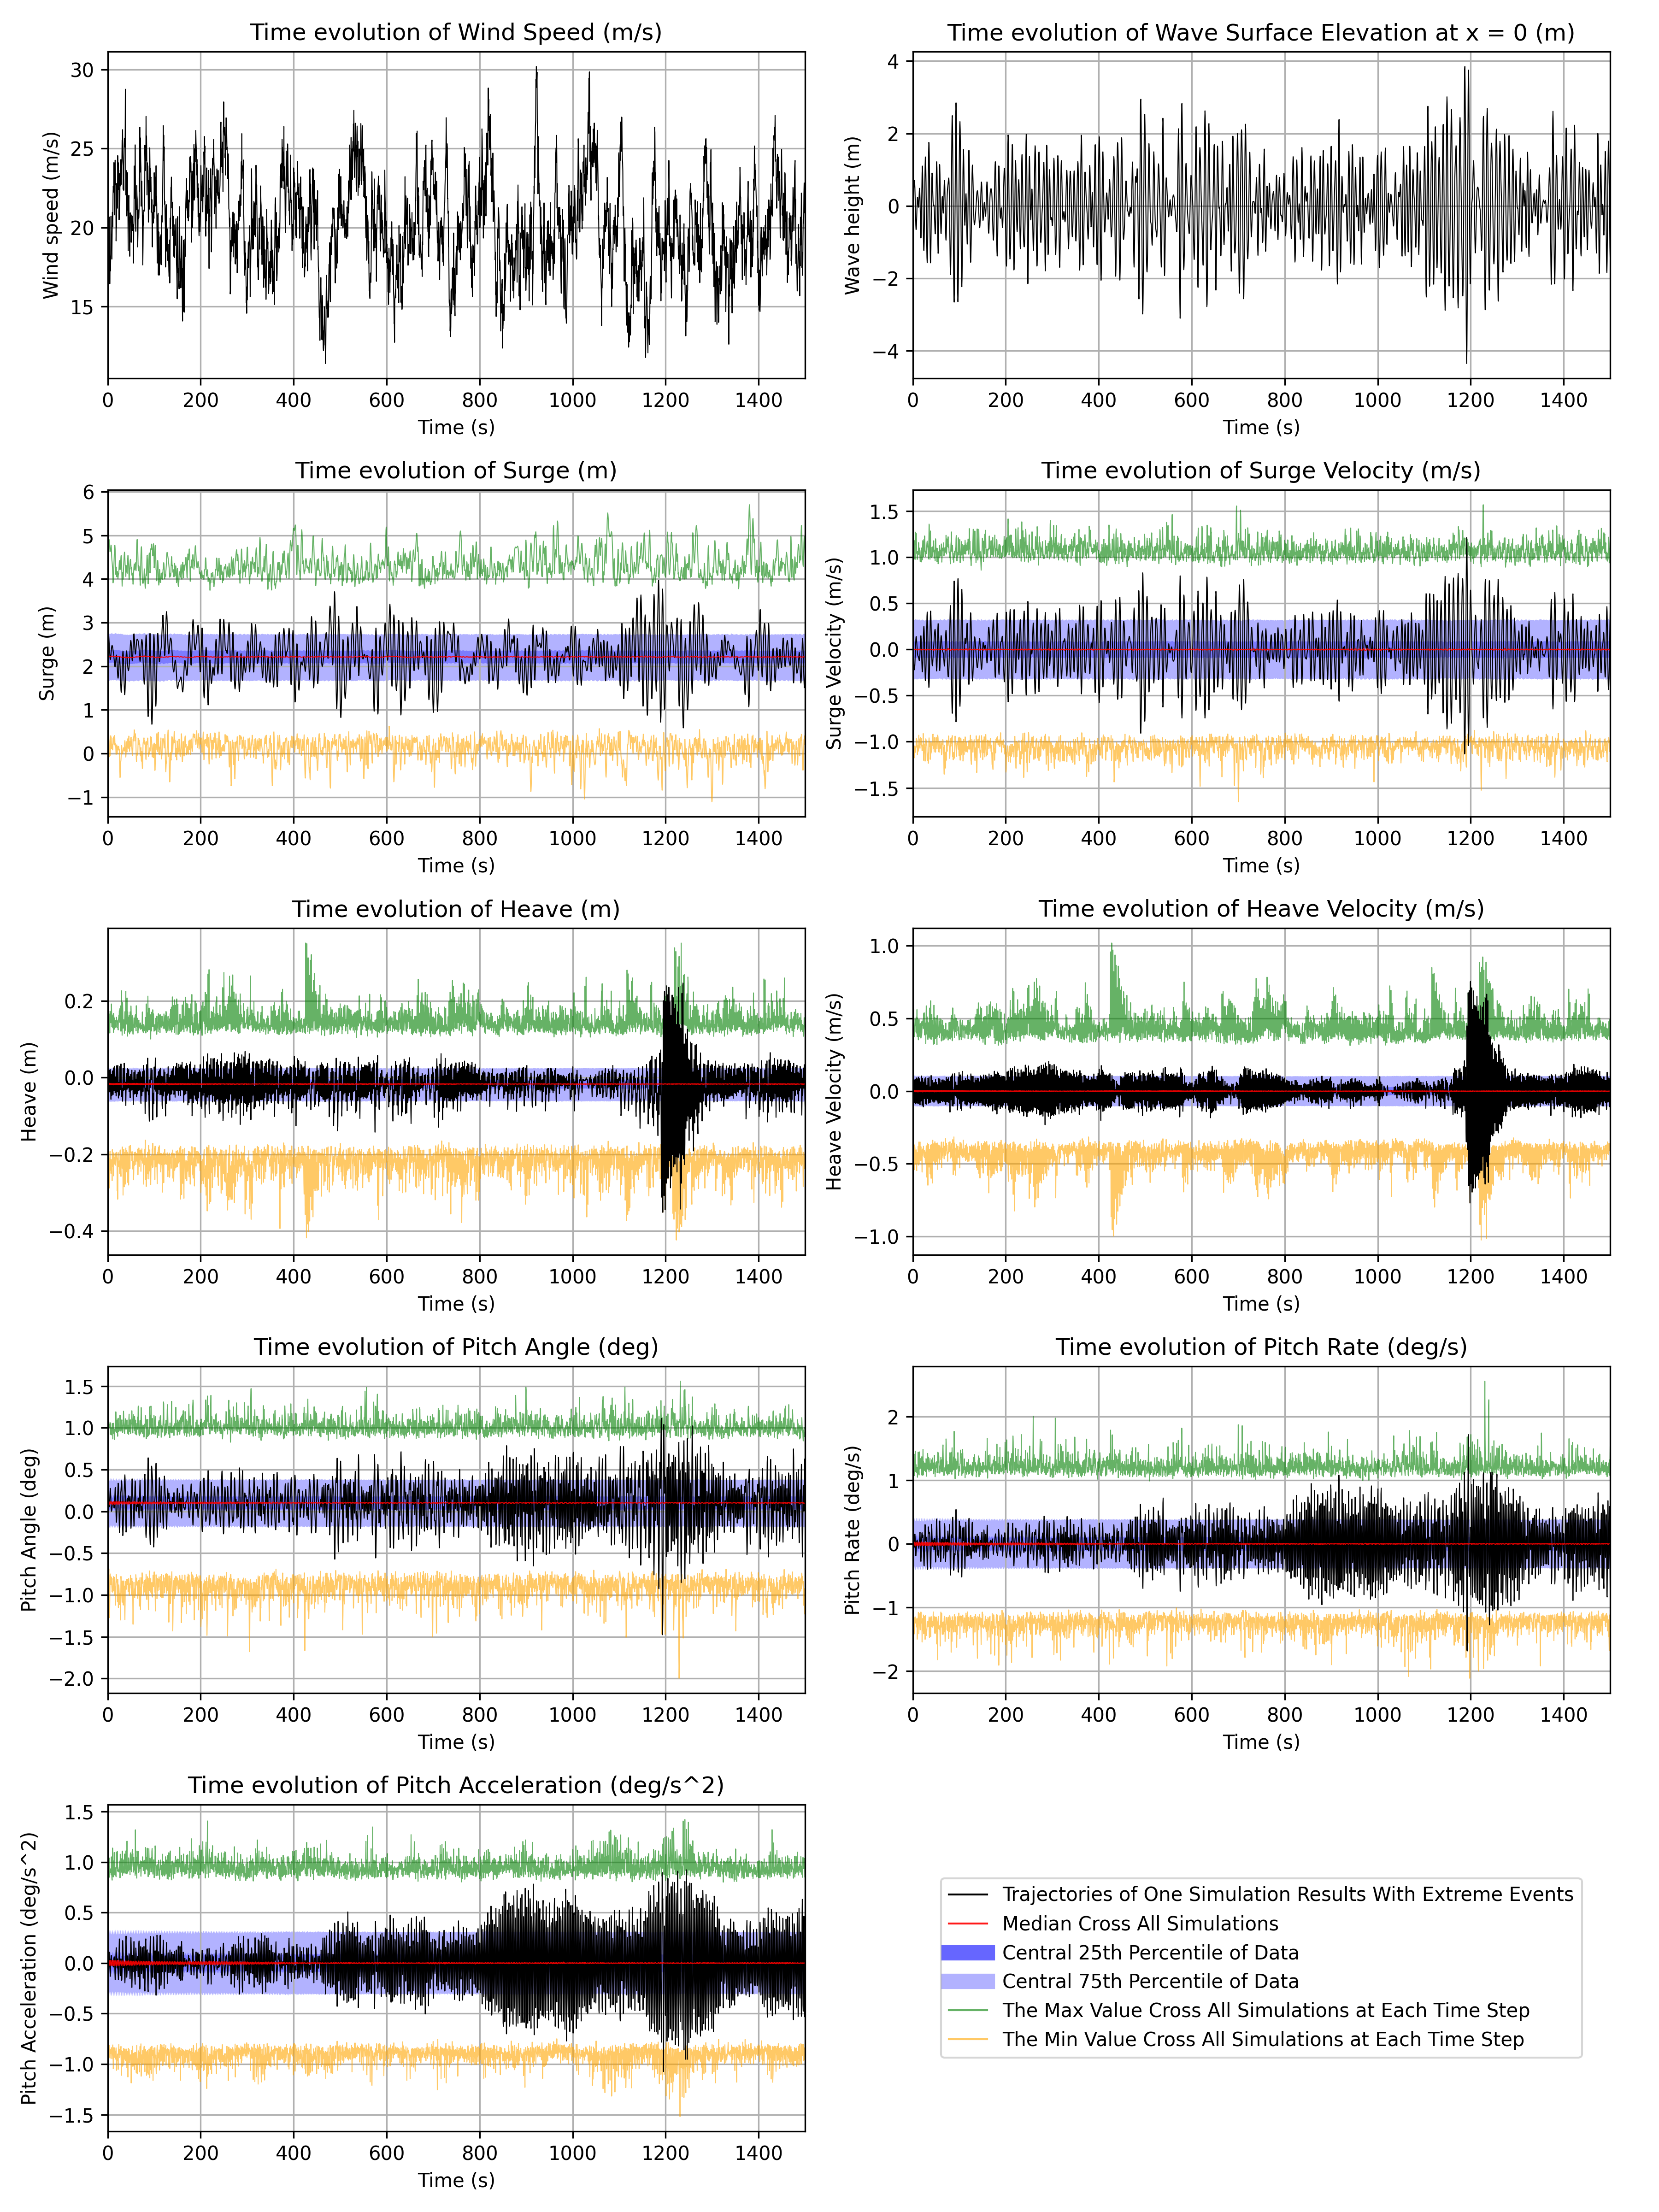 Time evolution of Wind Speed (m/s)
Wind speed (m/s)
30
25
20
15
0 200 400 600 800 1000 1200 1400
Time (s)
Time evolution of Wave Surface Elevation at x = 0 (m)
Wave height (m)
4
2
0
−2
−4
0 200 400 600 800 1000 1200 1400
Time (s)
Time evolution of Surge (m)
Surge (m)
6
5
4
3
2
1
0
−1
0 200 400 600 800 1000 1200 1400
Time (s)
Time evolution of Surge Velocity (m/s)
Surge Velocity (m/s)
1.5
1.0
0.5
0.0
−0.5
−1.0
−1.5
0 200 400 600 800 1000 1200 1400
Time (s)
Time evolution of Heave (m)
Heave (m)
0.2
0.0
−0.2
−0.4
0 200 400 600 800 1000 1200 1400
Time (s)
Time evolution of Heave Velocity (m/s)
Heave Velocity (m/s)
1.0
0.5
0.0
−0.5
−1.0
0 200 400 600 800 1000 1200 1400
Time (s)
Time evolution of Pitch Angle (deg)
Pitch Angle (deg)
1.5
1.0
0.5
0.0
−0.5
−1.0
−1.5
−2.0
0 200 400 600 800 1000 1200 1400
Time (s)
Time evolution of Pitch Rate (deg/s)
Pitch Rate (deg/s)
2
1
0
−1
−2
0 200 400 600 800 1000 1200 1400
Time (s)
Time evolution of Pitch Acceleration (deg/s^2)
Pitch Acceleration (deg/s^2)
1.5
1.0
0.5
0.0
−0.5
−1.0
−1.5
0 200 400 600 800 1000 1200 1400
Time (s)
Trajectories of One Simulation Results With Extreme Events
Median Cross All Simulations
Central 25th Percentile of Data
Central 75th Percentile of Data
The Max Value Cross All Simulations at Each Time Step
The Min Value Cross All Simulations at Each Time Step